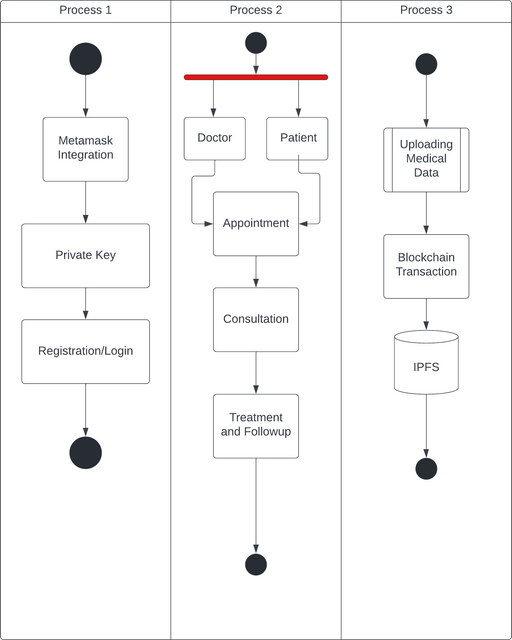 Process 1
Process 2
Process 3
Metamask
Integration
Private Key
Registration/Login
Doctor
Patient
Appointment
Consultation
Treatment
and Followup
Uploading
Medical
Data
Blockchain
Transaction
IPFS